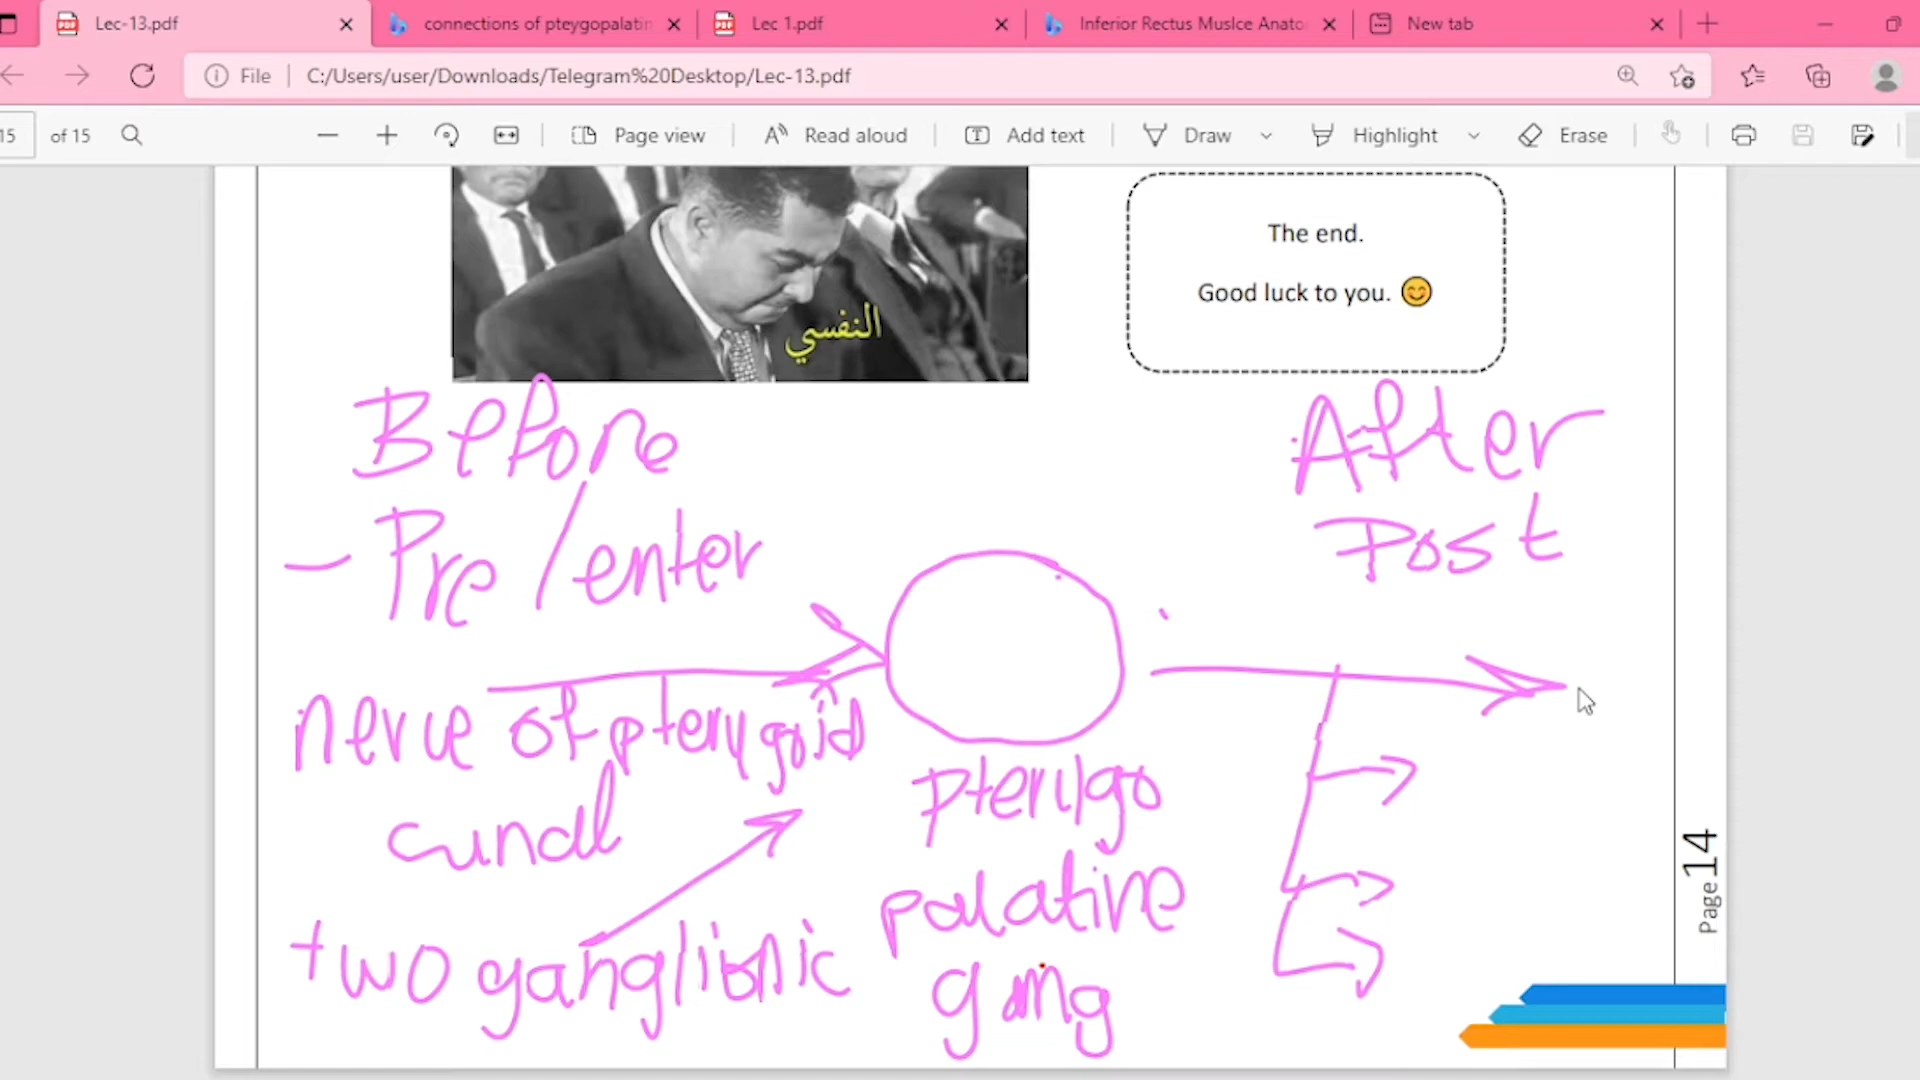 Lec-13.pdf
connections of pteygopalatin
Lec 1.pdf
Inferior Rectus Muslce Anato
New tab
File
C:/Users/user/Downloads/Telegram%20Desktop/Lec-13.pdf
15 of 15
Page view
Read aloud
Add text
Draw
Highlight
Erase
النفسي
The end.
Good luck to you. 😊
Before
After
- Pre/enter
Post
nerve of pterygoid
canal
pterygo
palatine
gang
two ganglionic
Page 14